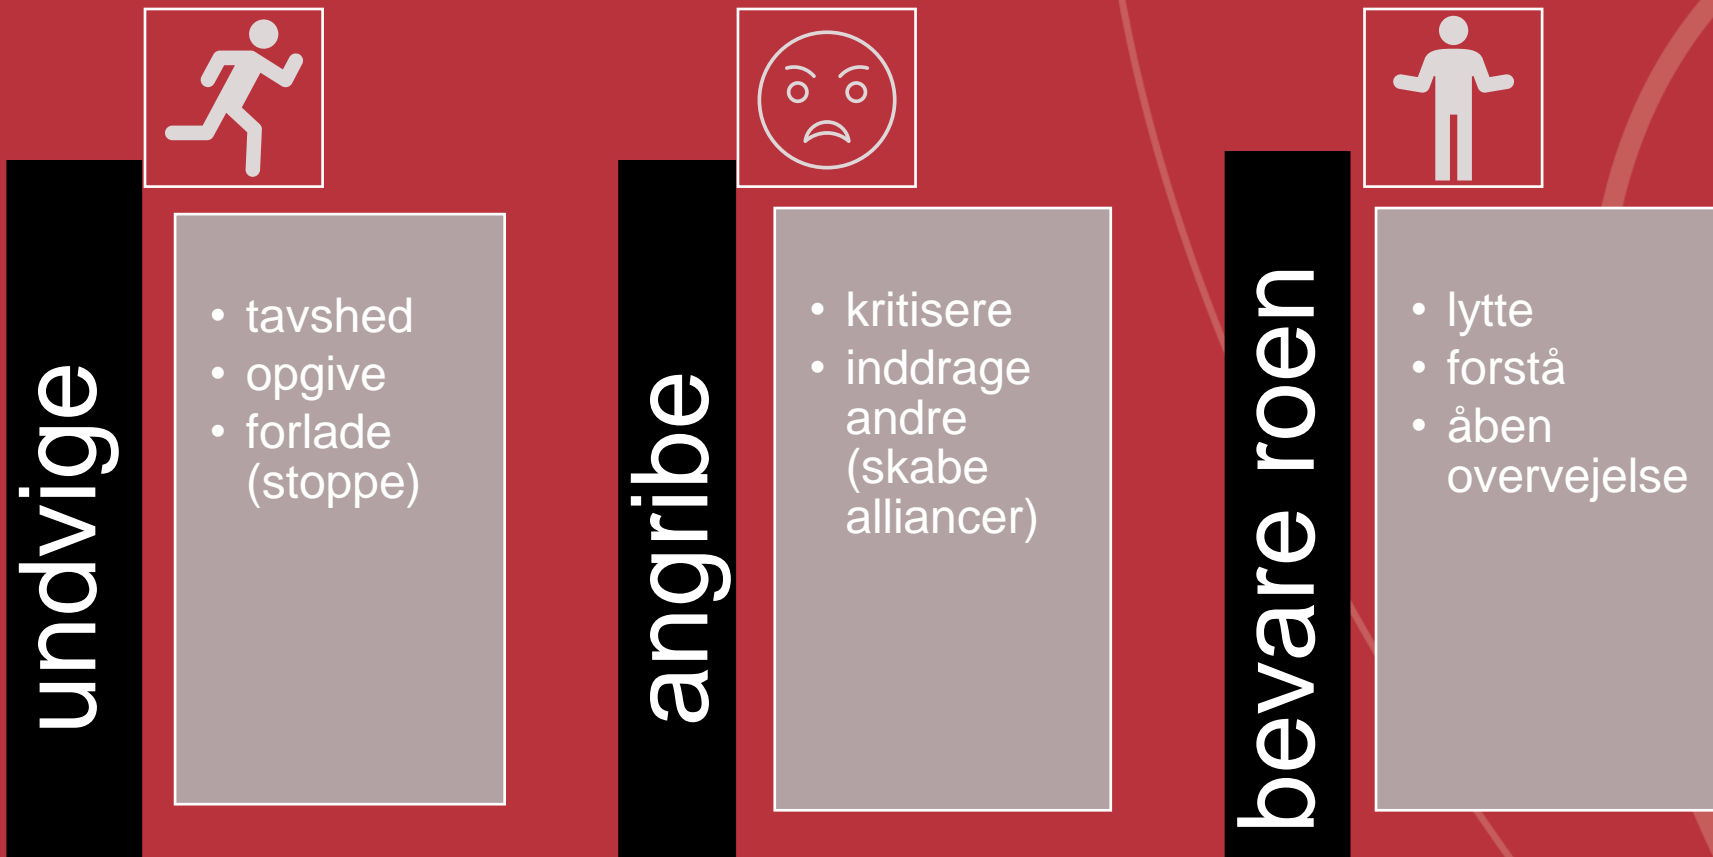 undvige
• tavshed
• opgive
• forlade
(stoppe)
angribe
• kritisere
• inddrage
andre
(skabe
alliancer)
bevare roen
• lytte
• forstå
• åben
overvejelse